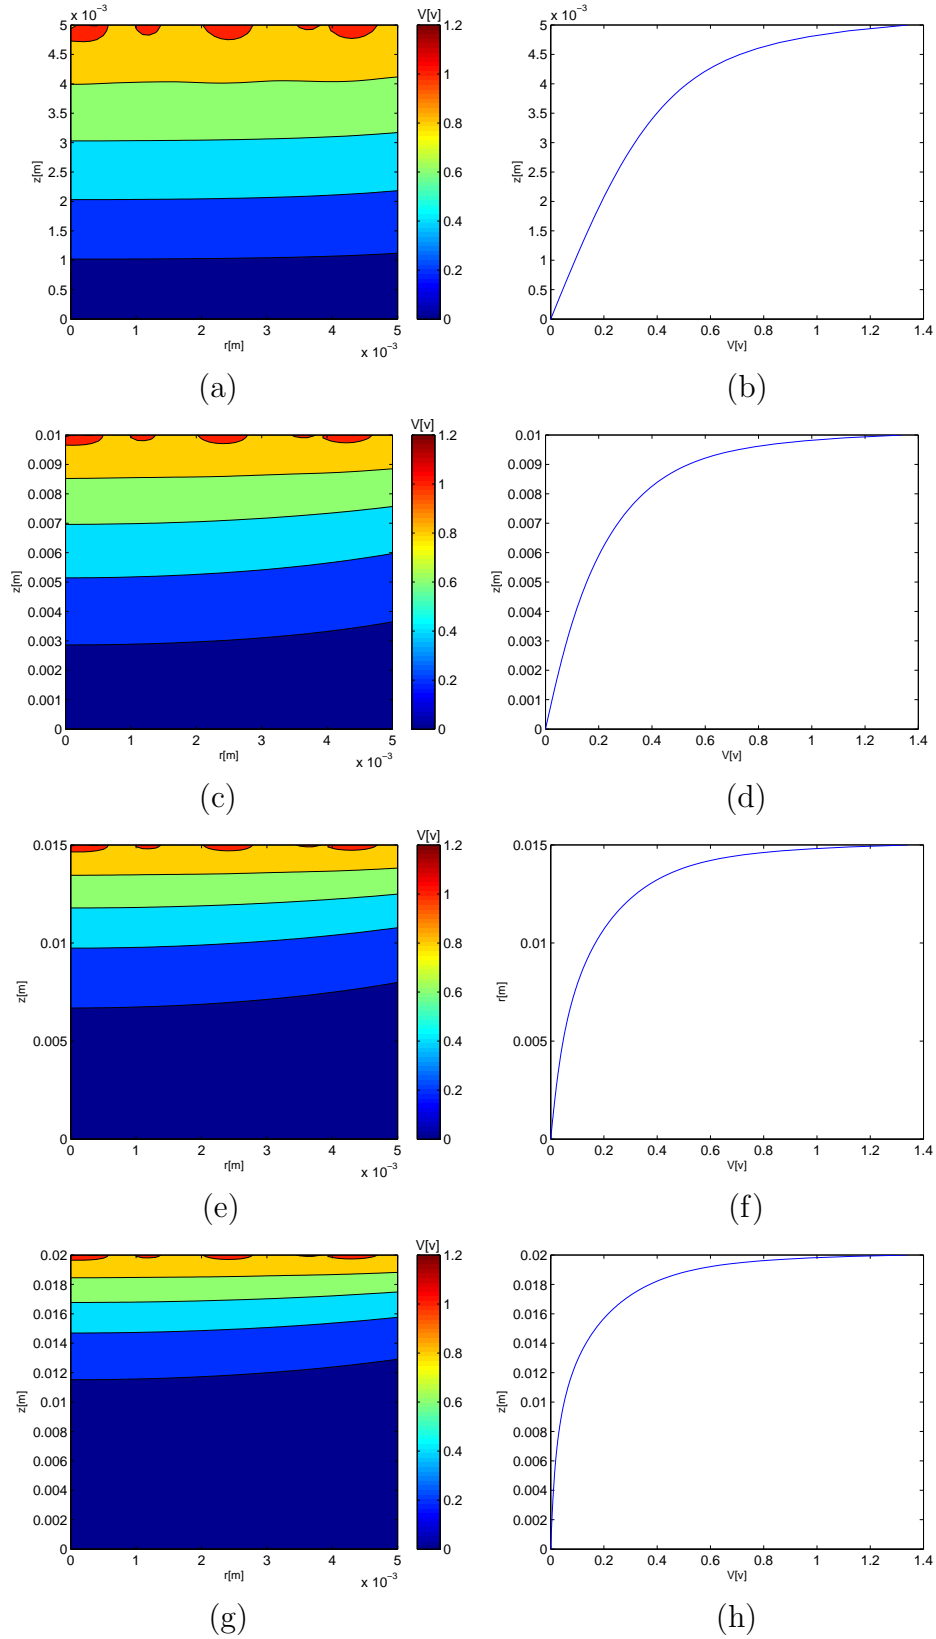 x 10⁻³ V[v] x 10⁻³
5 1.2 5
4.5 4.5
4 1 4
3.5 3.5
0.8
3 3
z[m] 2.5 0.6 z[m] 2.5
2 2
0.4
1.5 1.5
1 0.2 1
0.5 0.5
0 0 0
0 1 2 3 4 5 0 0.2 0.4 0.6 0.8 1 1.2 1.4
r[m] x 10⁻³ V[v]
(a) (b)
V[v]
0.01 1.2 0.01
0.009 0.009
0.008 1 0.008
0.007 0.007
0.8
0.006 0.006
z[m] 0.005 0.6 z[m] 0.005
0.004 0.004
0.4
0.003 0.003
0.002 0.2 0.002
0.001 0.001
0 0 0
0 1 2 3 4 5 0 0.2 0.4 0.6 0.8 1 1.2 1.4
r[m] x 10⁻³ V[v]
(c) (d)
V[v]
0.015 1.2 0.015
1
0.01 0.8 0.01
z[m] 0.6 r[m]
0.005 0.4 0.005
0.2
0 0 0
0 1 2 3 4 5 0 0.2 0.4 0.6 0.8 1 1.2 1.4
r[m] x 10⁻³ V[v]
(e) (f)
V[v]
0.02 1.2 0.02
0.018 0.018
0.016 1 0.016
0.014 0.8 0.014
0.012 0.012
z[m] 0.01 0.6 z[m] 0.01
0.008 0.008
0.006 0.4 0.006
0.004 0.2 0.004
0.002 0.002
0 0 0
0 1 2 3 4 5 0 0.2 0.4 0.6 0.8 1 1.2 1.4
r[m] x 10⁻³ V[v]
(g) (h)